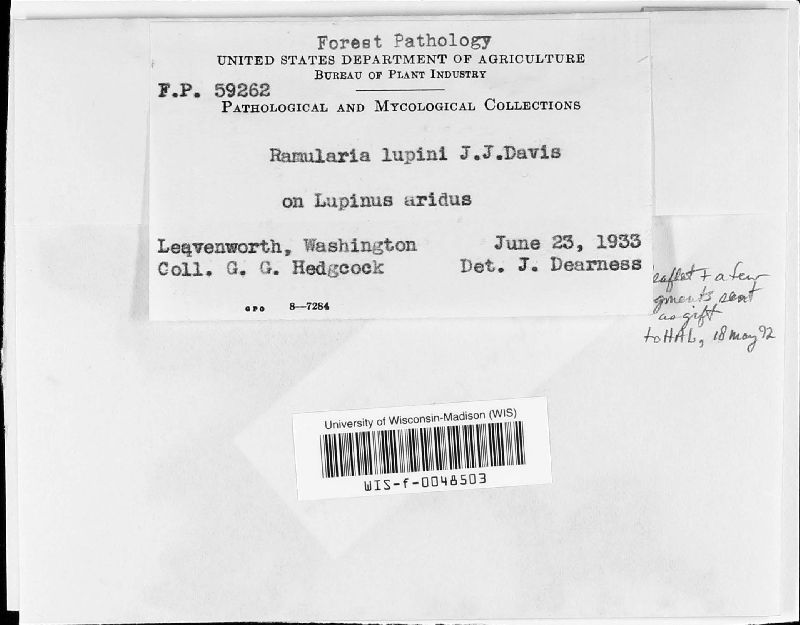 Forest Pathology
UNITED STATES DEPARTMENT OF AGRICULTURE
BUREAU OF PLANT INDUSTRY
F.P. 59262
PATHOLOGICAL AND MYCOLOGICAL COLLECTIONS
Ramularia lupini J.J.Davis
on Lupinus aridus
Leavenworth, Washington June 23, 1933
Coll. G. G. Hedgcock Det. J. Dearness
GPO 8—7284
eaflet + a few
gments sent
as gift
to HAL, 18 May 92
University of Wisconsin-Madison (WIS)
WIS-f-0048503